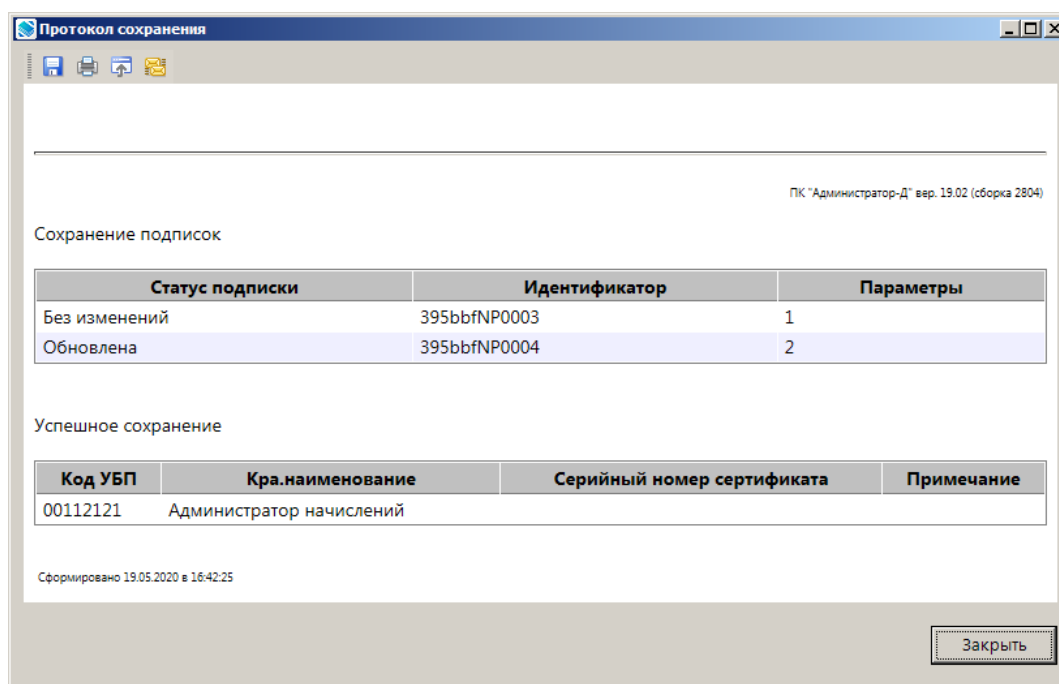 Протокол сохранения
ПК "Администратор-Д" вер. 19.02 (сборка 2804)
Сохранение подписок
Статус подписки Идентификатор Параметры
Без изменений 395bbfNP0003 1
Обновлена 395bbfNP0004 2
Успешное сохранение
Код УБП Кра.наименование Серийный номер сертификата Примечание
00112121 Администратор начислений
Сформировано 19.05.2020 в 16:42:25
Закрыть